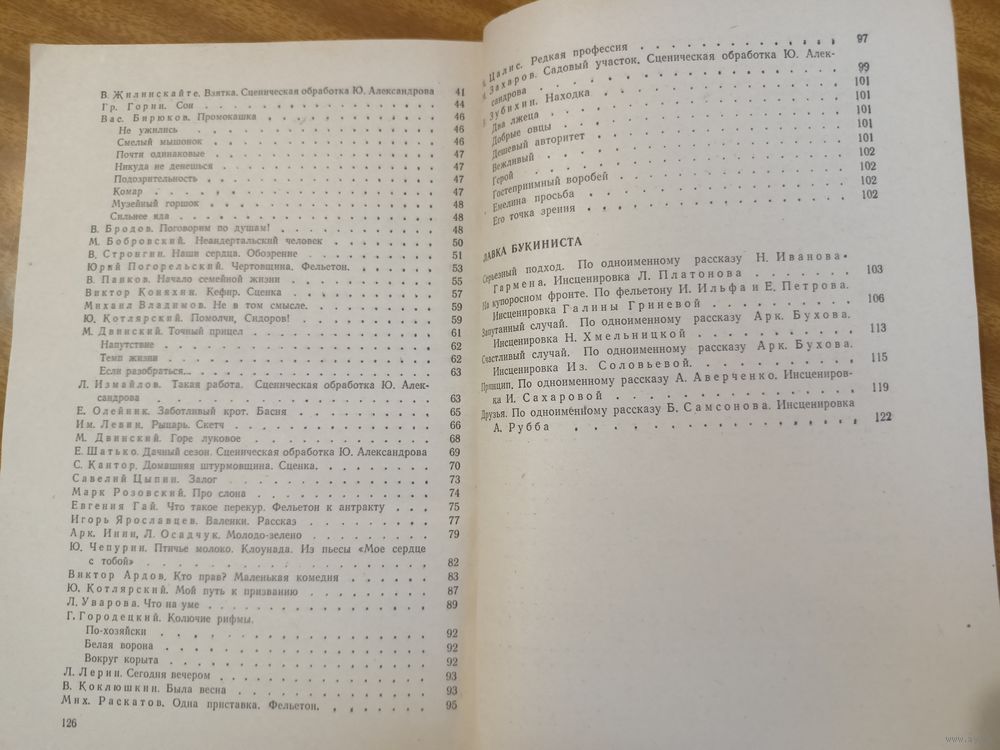 В. Жилинскайте. Взятка. Сценическая обработка Ю. Александрова 41
Гр. Горин. Сон 44
Вас. Бирюков. Промокашка 46
Не ужились 46
Смелый мышонок 46
Почти одинаковые 47
Никуда не денешься 47
Подозрительность 47
Комар 47
Музейный горшок 48
Сильнее яда 48
В. Бродов. Поговорим по душам! 48
М. Бобровский. Неандертальский человек 50
В. Стронгин. Наши сердца. Обозрение 51
Юрий Погорельский. Чертовщина. Фельетон. 53
В. Панков. Начало семейной жизни 55
Виктор Коняхин. Кефир. Сценка 57
Михаил Владимов. Не в том смысле. 59
Ю. Котлярский. Помолчи, Сидоров! 59
М. Двинский. Точный прицел 61
Напутствие 62
Темп жизни 62
Если разобраться... 63
Л. Измайлов. Такая работа. Сценическая обработка Ю. Алек-
сандрова 63
Е. Олейник. Заботливый крот. Басня 65
Им. Левин. Рыцарь. Скетч 66
М. Двинский. Горе луковое 68
Е. Шатько. Дачный сезон. Сценическая обработка Ю. Александрова 69
С. Кантор. Домашняя штурмовщина. Сценка. 70
Савелий Цыпин. Залог 73
Марк Розовский. Про слона 74
Евгения Гай. Что такое перекур. Фельетон к антракту 75
Игорь Ярославцев. Валенки. Рассказ 77
Арк. Инин, Л. Осадчук. Молодо-зелено 79
Ю. Чепурин. Птичье молоко. Клоунада. Из пьесы «Мое сердце
с тобой» 82
Виктор Ардов. Кто прав? Маленькая комедия 83
Ю. Котлярский. Мой путь к призванию 87
Л. Уварова. Что на уме 89
Г. Городецкий. Колючие рифмы.
По-хозяйски 92
Белая ворона 92
Вокруг корыта 92
Л. Лерин. Сегодня вечером 93
В. Коклюшкин. Была весна 93
Мих. Раскатов. Одна приставка. Фельетон. 95
126
Цалис. Редкая профессия 97
Захаров. Садовый участок. Сценическая обработка Ю. Алек-
сандрова 99
Зубихин. Находка 101
Два лжеца 101
Добрые овцы 101
Дешевый авторитет 101
Вежливый 101
Герой 102
Гостеприимный воробей 102
Емелина просьба 102
Его точка зрения 102
ЛАВКА БУКИНИСТА
Серьезный подход. По одноименному рассказу Н. Иванова-
Гармена. Инсценировка Л. Платонова 103
На купоросном фронте. По фельетону И. Ильфа и Е. Петрова.
Инсценировка Галины Гриневой 106
Запутанный случай. По одноименному рассказу Арк. Бухова.
Инсценировка Н. Хмельницкой 113
Счастливый случай. По одноименному рассказу Арк. Бухова.
Инсценировка Из. Соловьевой. 115
Принцип. По одноименному рассказу А. Аверченко. Инсцениров-
ка И. Сахаровой 119
Друзья. По одноименному рассказу Б. Самсонова. Инсценировка
А. Рубба 122